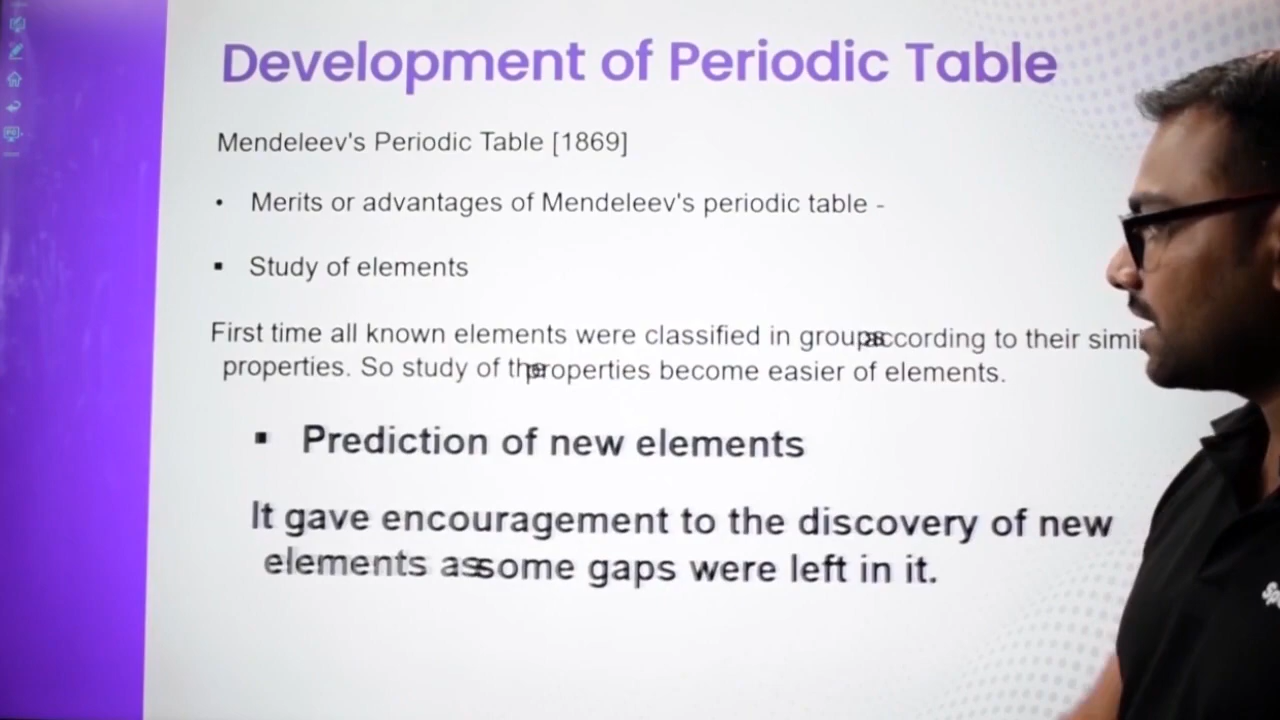 Development of Periodic Table
Mendeleev's Periodic Table [1869]
• Merits or advantages of Mendeleev's periodic table -
▪ Study of elements
First time all known elements were classified in groups according to their simi
properties. So study of the properties become easier of elements.
▪ Prediction of new elements
It gave encouragement to the discovery of new
elements as some gaps were left in it.